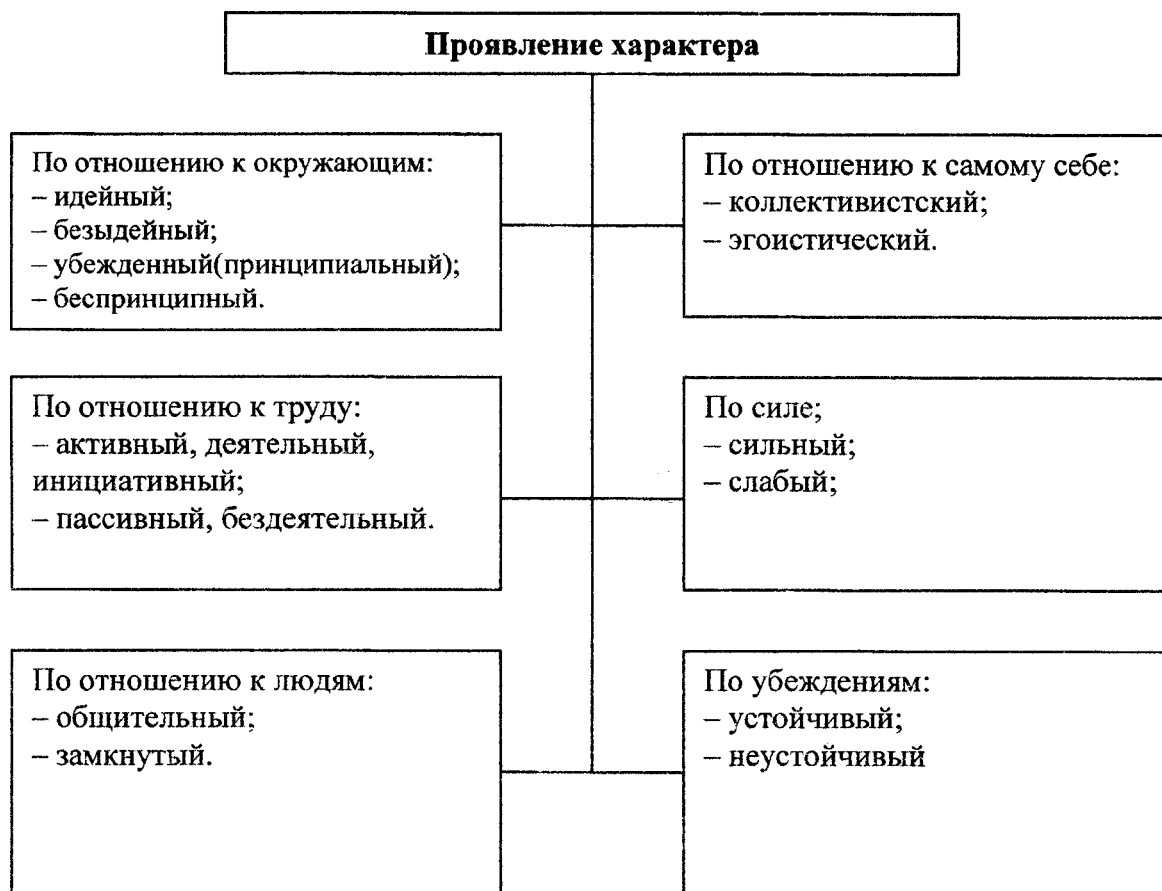 Проявление характера
По отношению к окружающим:
– идейный;
– безыдейный;
– убежденный(принципиальный);
– беспринципный.
По отношению к самому себе:
– коллективистский;
– эгоистический.
По отношению к труду:
– активный, деятельный,
инициативный;
– пассивный, бездеятельный.
По силе;
– сильный;
– слабый;
По отношению к людям:
– общительный;
– замкнутый.
По убеждениям:
– устойчивый;
– неустойчивый